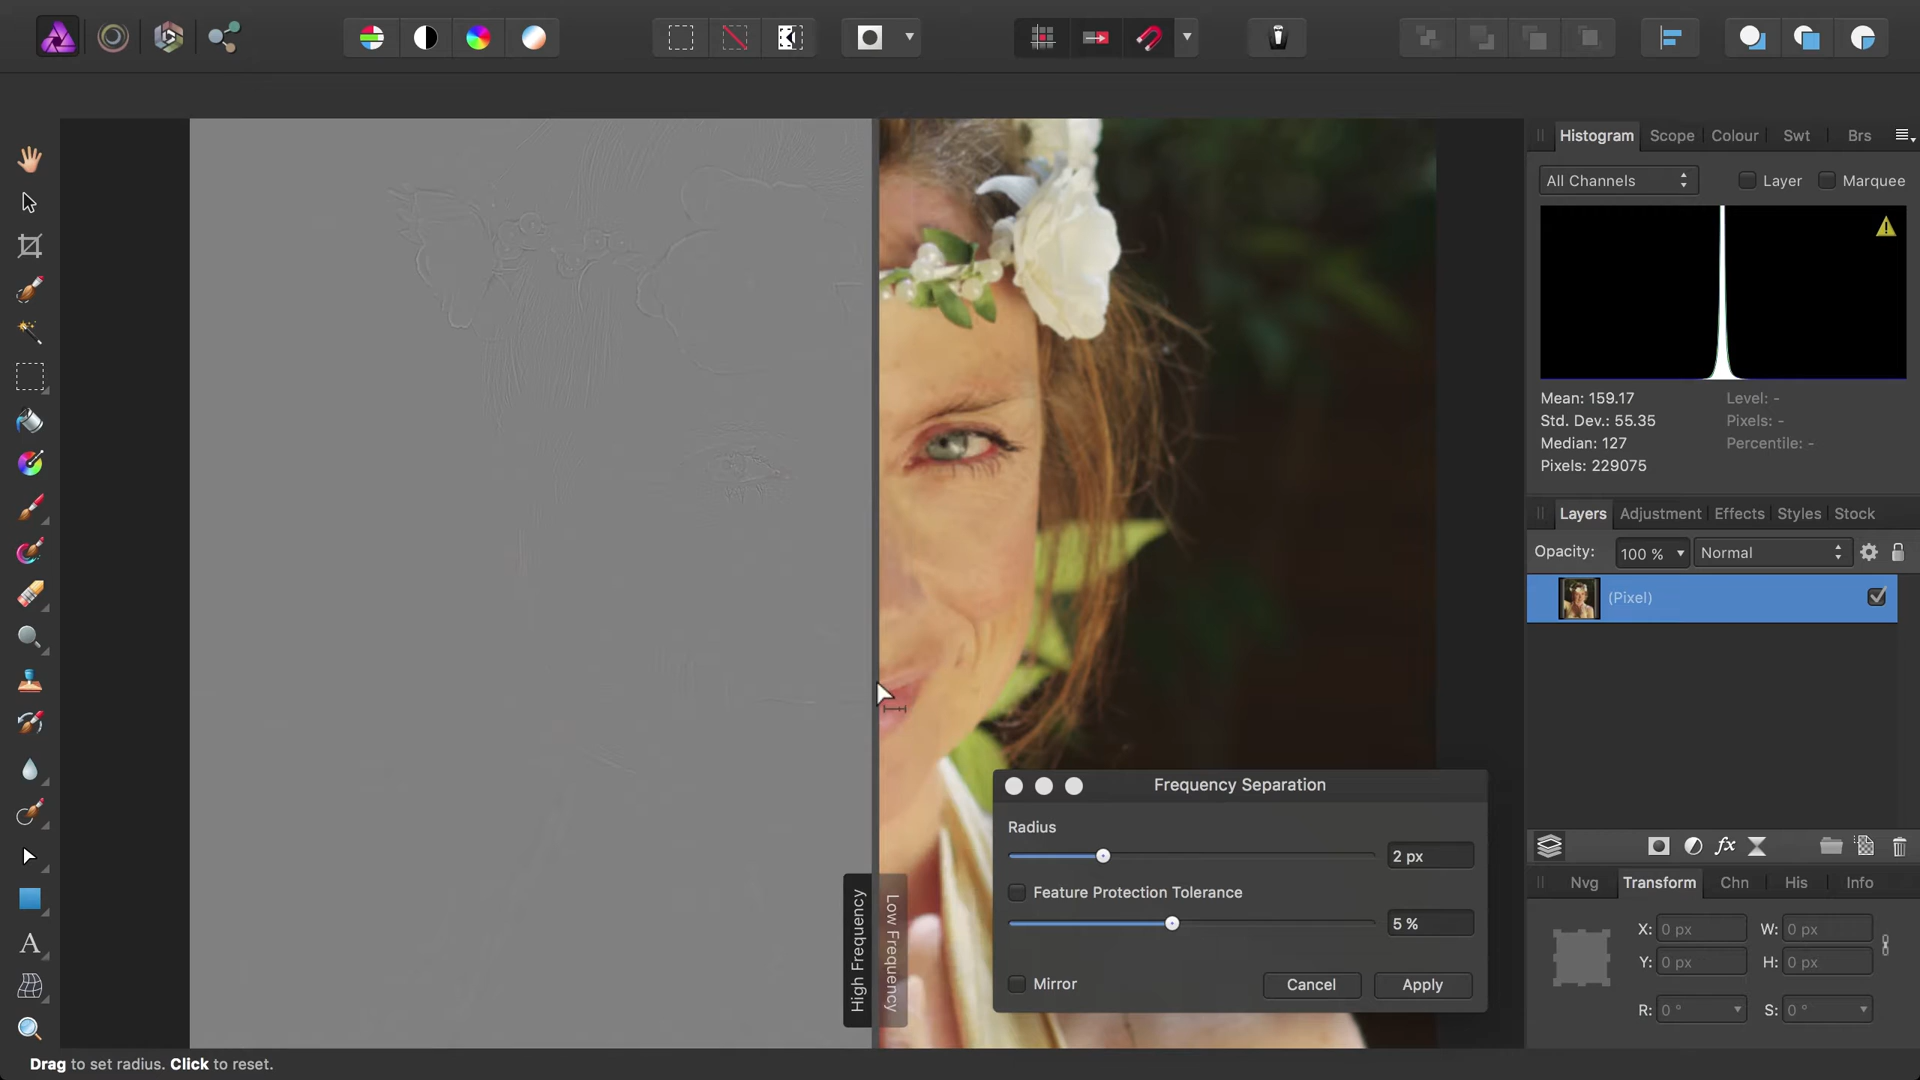 Histogram Scope Colour Swt Brs
All Channels Layer Marquee
Mean: 159.17 Level: -
Std. Dev.: 55.35 Pixels: -
Median: 127 Percentile: -
Pixels: 229075
Layers Adjustment Effects Styles Stock
Opacity: 100 % Normal
(Pixel)
fx
Nvg Transform Chn His Info
X: 0 px W: 0 px
Y: 0 px H: 0 px
R: 0 ° S: 0 °
A
High Frequency
Low Frequency
Frequency Separation
Radius
2 px
Feature Protection Tolerance
5 %
Mirror Cancel Apply
Drag to set radius. Click to reset.